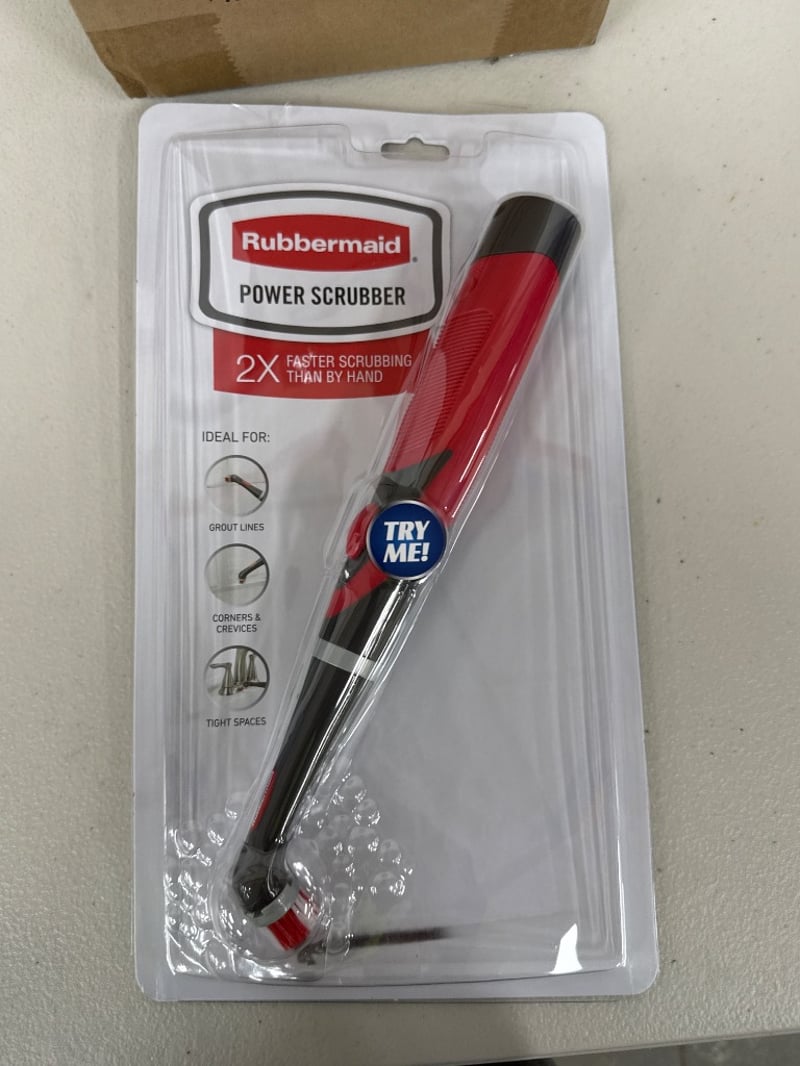 Rubbermaid®
POWER SCRUBBER
2X FASTER SCRUBBING
THAN BY HAND
IDEAL FOR:
GROUT LINES
CORNERS &
CREVICES
TIGHT SPACES
TRY
ME!